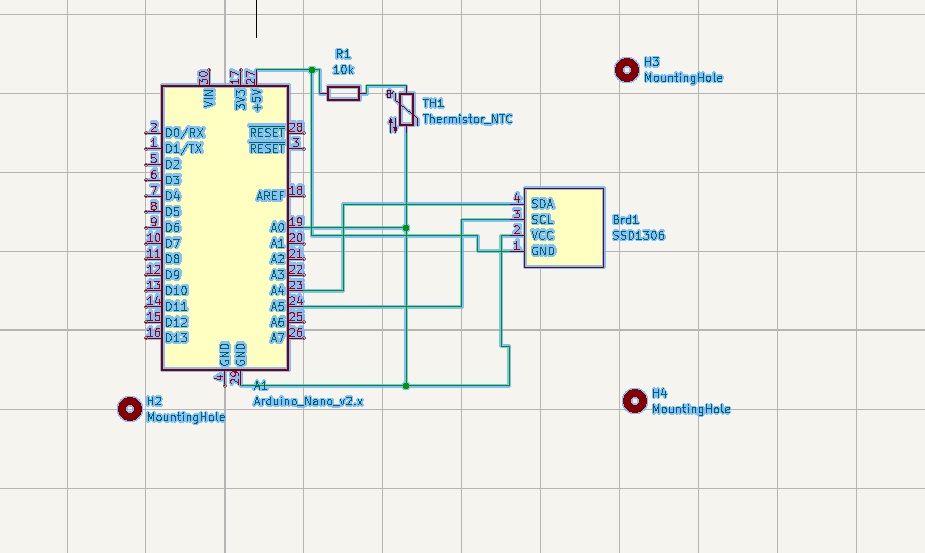 R1
10k
H3
MountingHole
30
17
27
VIN
3V3
+5V
TH1
Thermistor_NTC
2 D0/RX RESET 28
1 D1/TX RESET 3
5 D2
6 D3
7 D4 AREF 18
8 D5
9 D6 A0 19
10 D7 A1 20
11 D8 A2 21
12 D9 A3 22
13 D10 A4 23
14 D11 A5 24
15 D12 A6 25
16 D13 A7 26
GND
GND
4
29
4 SDA
3 SCL
2 VCC
1 GND
Brd1
SSD1306
A1
Arduino_Nano_v2.x
H2
MountingHole
H4
MountingHole